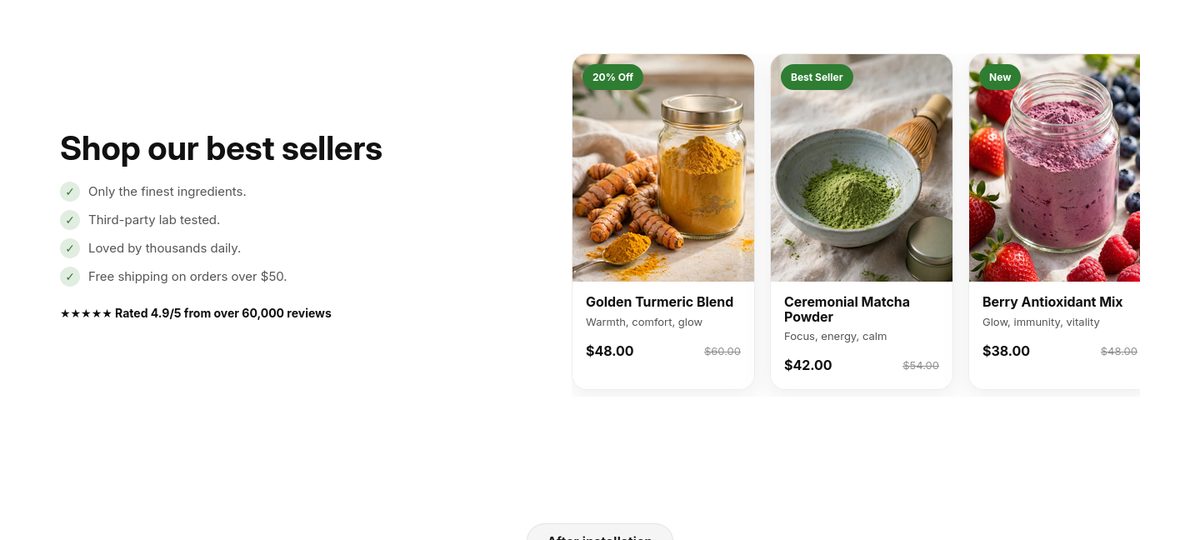 Shop our best sellers
✓ Only the finest ingredients.
✓ Third-party lab tested.
✓ Loved by thousands daily.
✓ Free shipping on orders over $50.
★★★★★ Rated 4.9/5 from over 60,000 reviews
20% Off
Golden Turmeric Blend
Warmth, comfort, glow
$48.00 $60.00
Best Seller
Ceremonial Matcha
Powder
Focus, energy, calm
$42.00 $54.00
New
Berry Antioxidant Mix
Glow, immunity, vitality
$38.00 $48.00
After installation